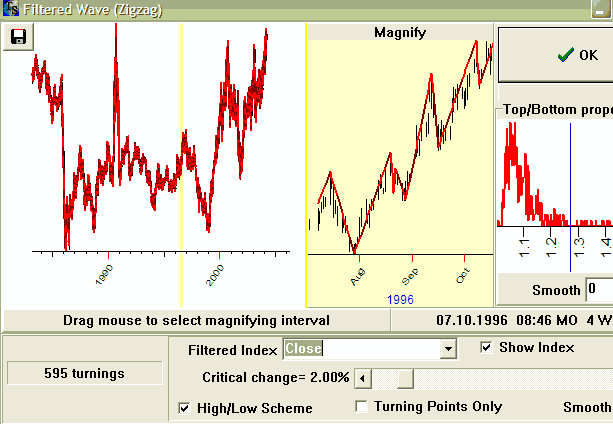 Filtered Wave (Zigzag)
Magnify
OK
Top/Bottom prope
1990
2000
Aug
Sep
Oct
1996
1.1
1.2
1.3
1.4
Smooth 0
Drag mouse to select magnifying interval
07.10.1996 08:46 MO 4 W
595 turnings
Filtered Index Close
Show Index
Critical change= 2.00%
High/Low Scheme
Turning Points Only
Smooth